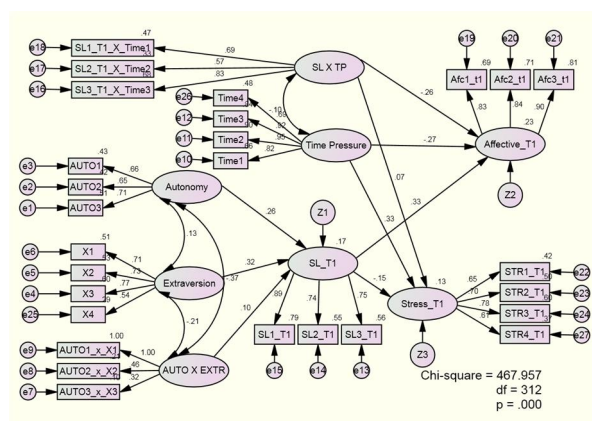 .47
e18 SL1_T1_X_Time1 .69
e17 SL2_T1_X_Time2 .57
e16 SL3_T1_X_Time3 .83
SL X TP
e19 e20 e21
.69 .71 .81
Afc1_t1 Afc2_t1 Afc3_t1
.83 .84 .90
.23
Affective_T1
Z2
-.26
-.27
.07
.33
.33
.48
e26 Time4
e12 Time3
e11 Time2 .95
e10 Time1 .82
-.10
Time Pressure
.43
e3 AUTO1 .66
e2 AUTO2 .65
e1 AUTO3 .71
Autonomy
.26
.13
-.37
Z1
.17
SL_T1
.51
e6 X1 .71
e5 X2 .73
e4 X3 .77
e25 X4 .54
Extraversion
.32
-.21
.10
-.15
.89 .74 .75
.79 .55 .56
SL1_T1 SL2_T1 SL3_T1
e15 e14 e13
.13
Stress_T1
Z3
.42
.65 STR1_T1 e22
.70 STR2_T1 e23
.78 STR3_T1 e24
.61 STR4_T1 e27
1.00
e9 AUTO1_x_X1 1.00
e8 AUTO2_x_X2 .46
e7 AUTO3_x_X3 .32
AUTO X EXTR
Chi-square = 467.957
df = 312
p = .000